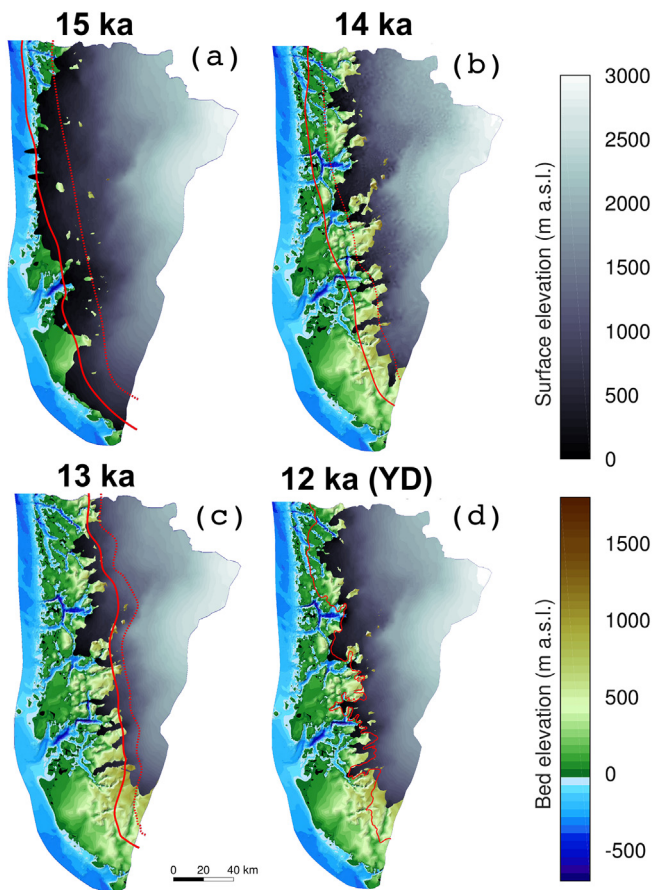 15 ka
14 ka
(a)
(b)
3000
2500
2000
1500
1000
500
0
Surface elevation (m a.s.l.)
13 ka
12 ka (YD)
(c)
(d)
1500
1000
500
0
-500
Bed elevation (m a.s.l.)
0 20 40 km